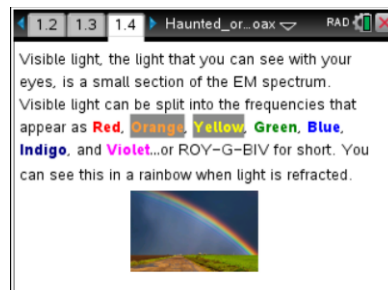 1.2 1.3 1.4 Haunted_or…oax RAD
Visible light, the light that you can see with your
eyes, is a small section of the EM spectrum.
Visible light can be split into the frequencies that
appear as Red, Orange, Yellow, Green, Blue,
Indigo, and Violet...or ROY-G-BIV for short. You
can see this in a rainbow when light is refracted.